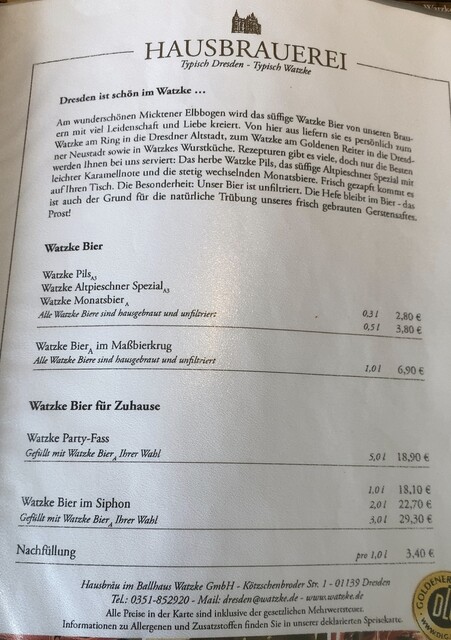 HAUSBRAUEREI
Typisch Dresden - Typisch Watzke
Dresden ist schön im Watzke ...
Am wunderschönen Micktener Elbbogen wird das süffige Watzke Bier von unseren Brau-
ern mit viel Leidenschaft und Liebe kreiert. Von hier aus liefern sie es persönlich zum
Watzke am Ring in die Dresdner Altstadt, zum Watzke am Goldenen Reiter in die Dresd-
ner Neustadt sowie in Watzkes Wurstküche. Rezepturen gibt es viele, doch nur die Besten
werden Ihnen bei uns serviert: Das herbe Watzke Pils, das süffige Altpieschner Spezial mit
leichter Karamellnote und die stetig wechselnden Monatsbiere. Frisch gezapft kommt es
auf Ihren Tisch. Die Besonderheit: Unser Bier ist unfiltriert. Die Hefe bleibt im Bier - das
ist auch der Grund für die natürliche Trübung unseres frisch gebrauten Gerstensaftes.
Prost!
Watzke Bier
Watzke Pils A3
Watzke Altpieschner Spezial A3
Watzke Monatsbier A
Alle Watzke Biere sind hausgebraut und unfiltriert 0,3 l 2,80 €
0,5 l 3,80 €
Watzke Bier A im Maßbierkrug
Alle Watzke Biere sind hausgebraut und unfiltriert 1,0 l 6,90 €
Watzke Bier für Zuhause
Watzke Party-Fass
Gefüllt mit Watzke Bier A Ihrer Wahl 5,0 l 18,90 €
1,0 l 18,10 €
Watzke Bier im Siphon 2,0 l 22,70 €
Gefüllt mit Watzke Bier A Ihrer Wahl 3,0 l 29,30 €
Nachfüllung pro 1,0 l 3,40 €
Hausbräu im Ballhaus Watzke GmbH - Kötzschenbroder Str. 1 - 01139 Dresden
Tel.: 0351-852920 - Mail: dresden@watzke.de - www.watzke.de
Alle Preise in der Karte sind inklusive der gesetzlichen Mehrwertsteuer.
Informationen zu Allergenen und Zusatzstoffen finden Sie in unserer deklarierten Speisekarte.
GOLDENER